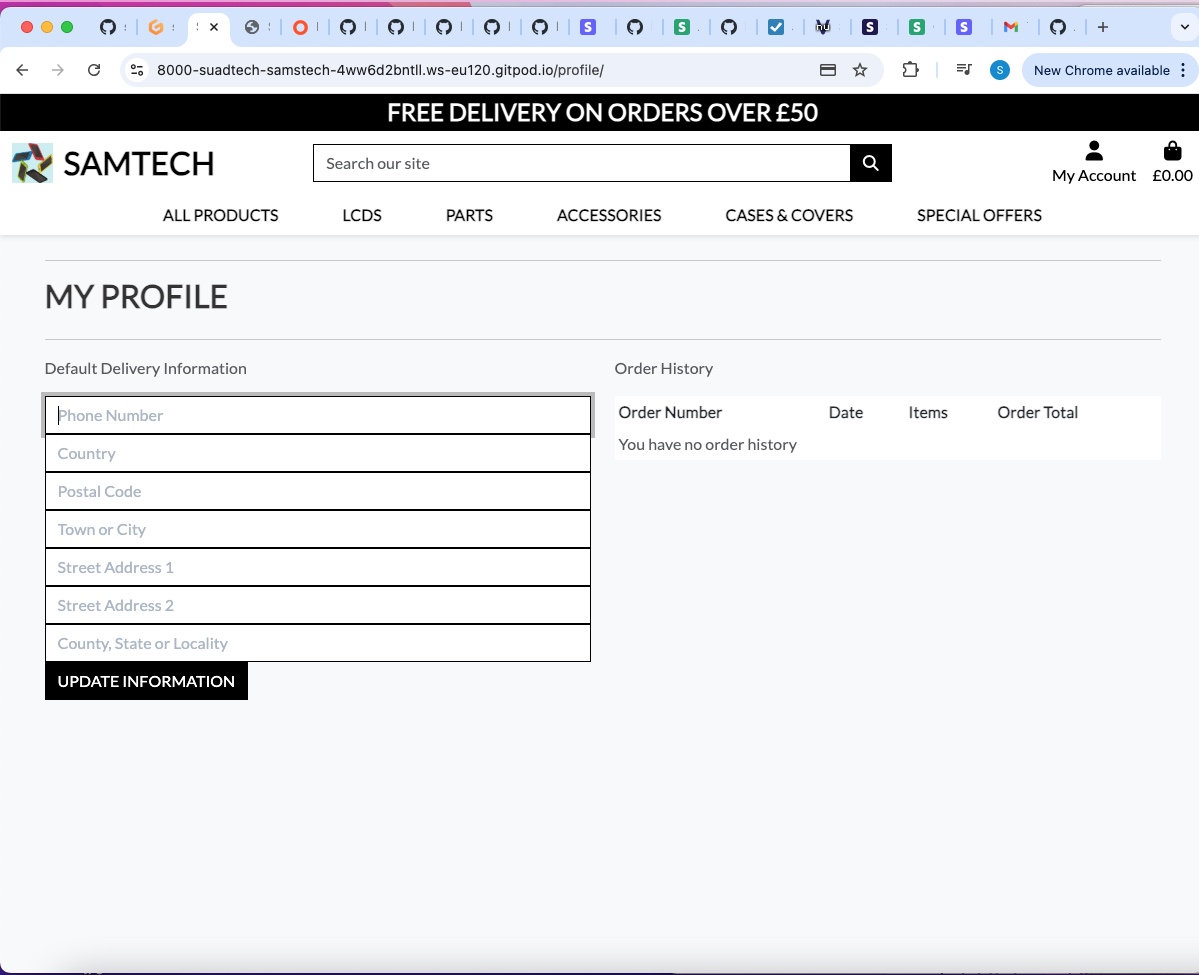 8000-suadtech-samstech-4ww6d2bntll.ws-eu120.gitpod.io/profile/
S
New Chrome available
FREE DELIVERY ON ORDERS OVER £50
SAMTECH
Search our site
My Account
£0.00
ALL PRODUCTS LCDS PARTS ACCESSORIES CASES & COVERS SPECIAL OFFERS
MY PROFILE
Default Delivery Information
Phone Number
Country
Postal Code
Town or City
Street Address 1
Street Address 2
County, State or Locality
UPDATE INFORMATION
Order History
Order Number Date Items Order Total
You have no order history